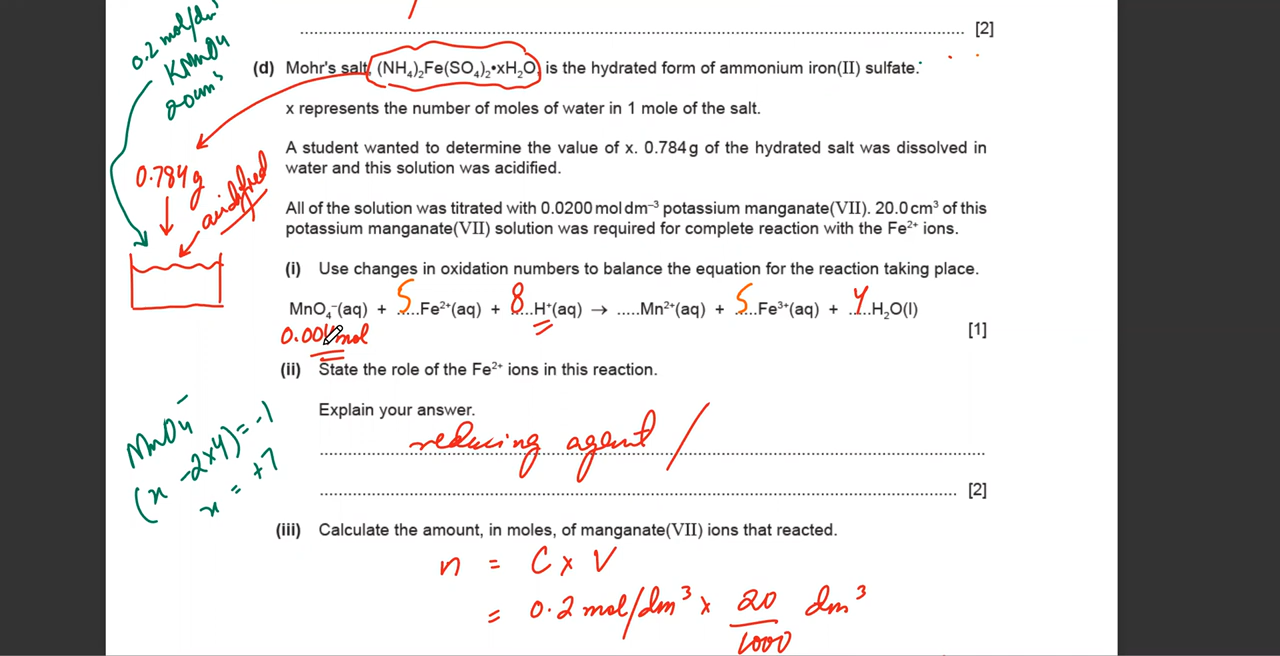 [2]
0.2 mol/dm³
KMnO4
20cm³
(d) Mohr's salt, (NH₄)₂Fe(SO₄)₂•xH₂O, is the hydrated form of ammonium iron(II) sulfate.
x represents the number of moles of water in 1 mole of the salt.
A student wanted to determine the value of x. 0.784 g of the hydrated salt was dissolved in
water and this solution was acidified.
0.784 g
acidified
All of the solution was titrated with 0.0200 mol dm⁻³ potassium manganate(VII). 20.0 cm³ of this
potassium manganate(VII) solution was required for complete reaction with the Fe²⁺ ions.
(i) Use changes in oxidation numbers to balance the equation for the reaction taking place.
MnO₄⁻(aq) + 5 Fe²⁺(aq) + 8 H⁺(aq) → .....Mn²⁺(aq) + 5 Fe³⁺(aq) + 4 H₂O(l)
mol
[1]
(ii) State the role of the Fe²⁺ ions in this reaction.
Explain your answer.
reducing agent /
[2]
MnO4⁻
(x -2×4) = -1
x = +7
(iii) Calculate the amount, in moles, of manganate(VII) ions that reacted.
n = C × V
= 0.2 mol/dm³ × 20/1000 dm³